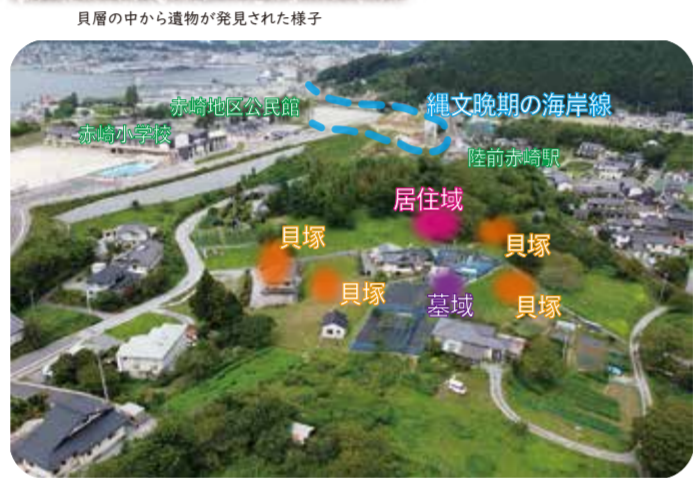 貝層の中から遺物が発見された様子
縄文晩期の海岸線
赤崎地区公民館
赤崎小学校
陸前赤崎駅
居住域
貝塚
貝塚
貝塚
墓域
貝塚